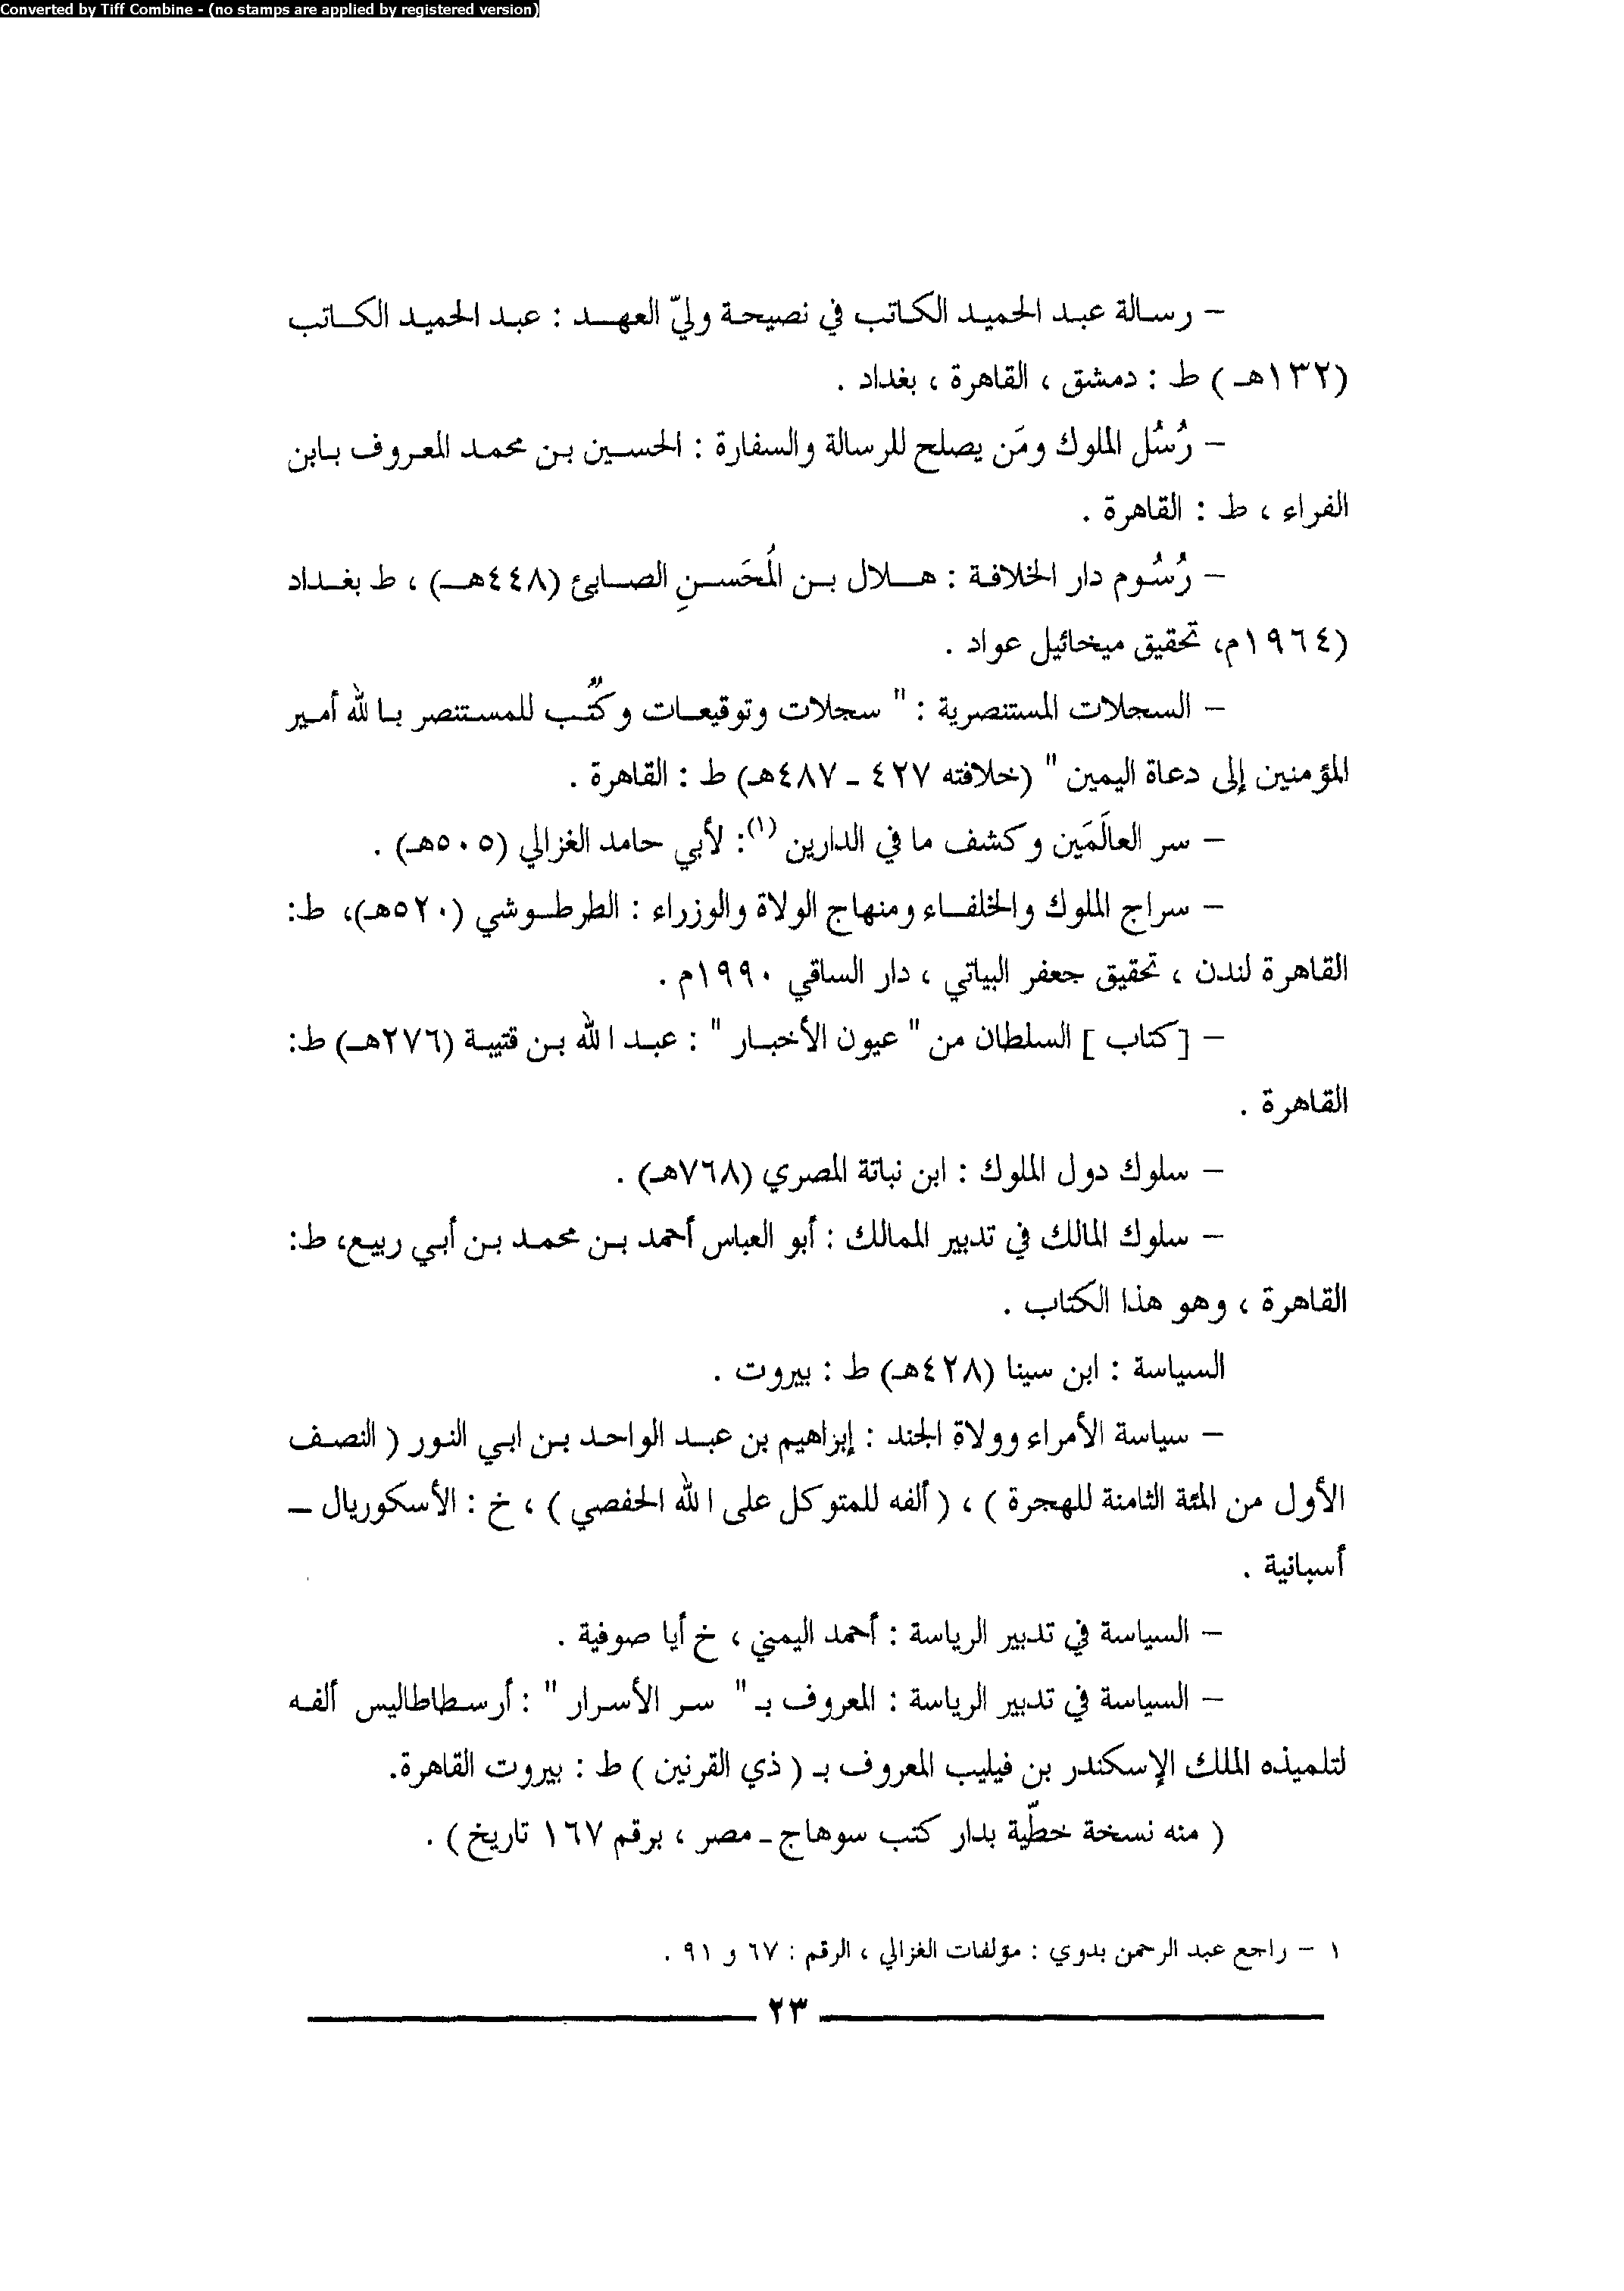 Converted by Tiff Combine - (no stamps are applied by registered version)
– رسالة عبد الحميد الكاتب في نصيحة وليّ العهد : عبد الحميد الكاتب
(١٣٢هـ) ط : دمشق ، القاهرة ، بغداد .
– رُسُل الملوك ومَن يصلح للرسالة والسفارة : الحسين بن محمد المعروف بابن
الفراء ، ط : القاهرة .
– رُسُوم دار الخلافة : هلال بن المُحَسنِ الصابئ (٤٤٨هـ) ، ط بغداد
(١٩٦٤م، تحقيق ميخائيل عواد .
– السجلات المستنصرية : " سجلات وتوقيعات وكُتُب للمستنصر بالله أمير
المؤمنين إلى دعاة اليمين " (خلافته ٤٢٧ ـ ٤٨٧هـ) ط : القاهرة .
– سر العالَمَين وكشف ما في الدارين (١): لأبي حامد الغزالي (٥٠٥هـ) .
– سراج الملوك والخلفاء ومنهاج الولاة والوزراء : الطرطوشي (٥٢٠هـ)، ط:
القاهرة لندن ، تحقيق جعفر البياتي ، دار الساقي ١٩٩٠م .
– [كتاب ] السلطان من " عيون الأخبار " : عبد الله بن قتيبة (٢٧٦هـ) ط:
القاهرة .
– سلوك دول الملوك : ابن نباتة المصري (٧٦٨هـ) .
– سلوك المالك في تدبير الممالك : أبو العباس أحمد بن محمد بن أبي ربيع، ط:
القاهرة ، وهو هذا الكتاب .
السياسة : ابن سينا (٤٢٨هـ) ط : بيروت .
– سياسة الأمراء وولاة الجند : إبراهيم بن عبد الواحد بن ابي النور ( النصف
الأول من المئة الثامنة للهجرة ) ، ( ألفه للمتوكل على الله الحفصي ) ، خ : الأسكوريال ـ
أسبانية .
– السياسة في تدبير الرياسة : أحمد اليمني ، خ أيا صوفية .
– السياسة في تدبير الرياسة : المعروف بـ " سر الأسرار " : أرسطاطاليس ألفه
لتلميذه الملك الإسكندر بن فيليب المعروف بـ ( ذي القرنين ) ط : بيروت القاهرة.
( منه نسخة خطّية بدار كتب سوهاج ـ مصر ، برقم ١٦٧ تاريخ ) .
١ – راجع عبد الرحمن بدوي : مؤلفات الغزالي ، الرقم : ٦٧ و ٩١ .
٢٣